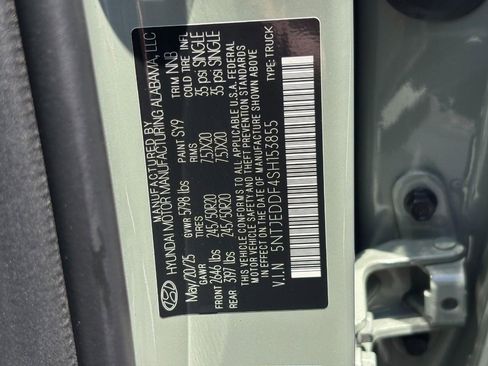 MANUFACTURED BY
HYUNDAI MOTOR MANUFACTURING ALABAMA, LLC
May/20/25 PAINT SY9 TRIM NNB
GVWR 5798 lbs
GAWR TIRES RIMS COLD TIRE INFL
FRONT 2646 lbs 245/50R20 7.5JX20 35 psi SINGLE
REAR 3197 lbs 245/50R20 7.5JX20 35 psi SINGLE
THIS VEHICLE CONFORMS TO ALL APPLICABLE U.S.A. FEDERAL
MOTOR VEHICLE SAFETY AND THEFT PREVENTION STANDARDS
IN EFFECT ON THE DATE OF MANUFACTURE SHOWN ABOVE
V.I.N 5NTJEDDF4SH153855 TYPE: TRUCK